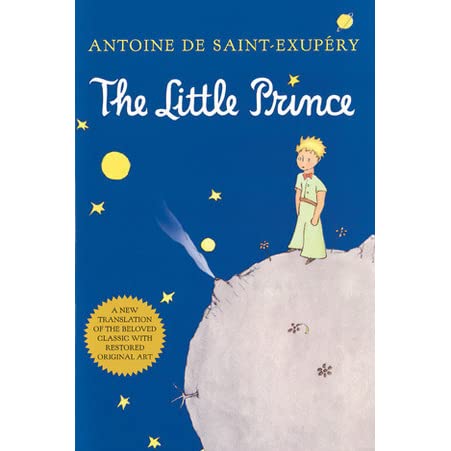 ANTOINE DE SAINT-EXUPÉRY
The Little Prince
A NEW
TRANSLATION
OF THE BELOVED
CLASSIC WITH
RESTORED
ORIGINAL ART